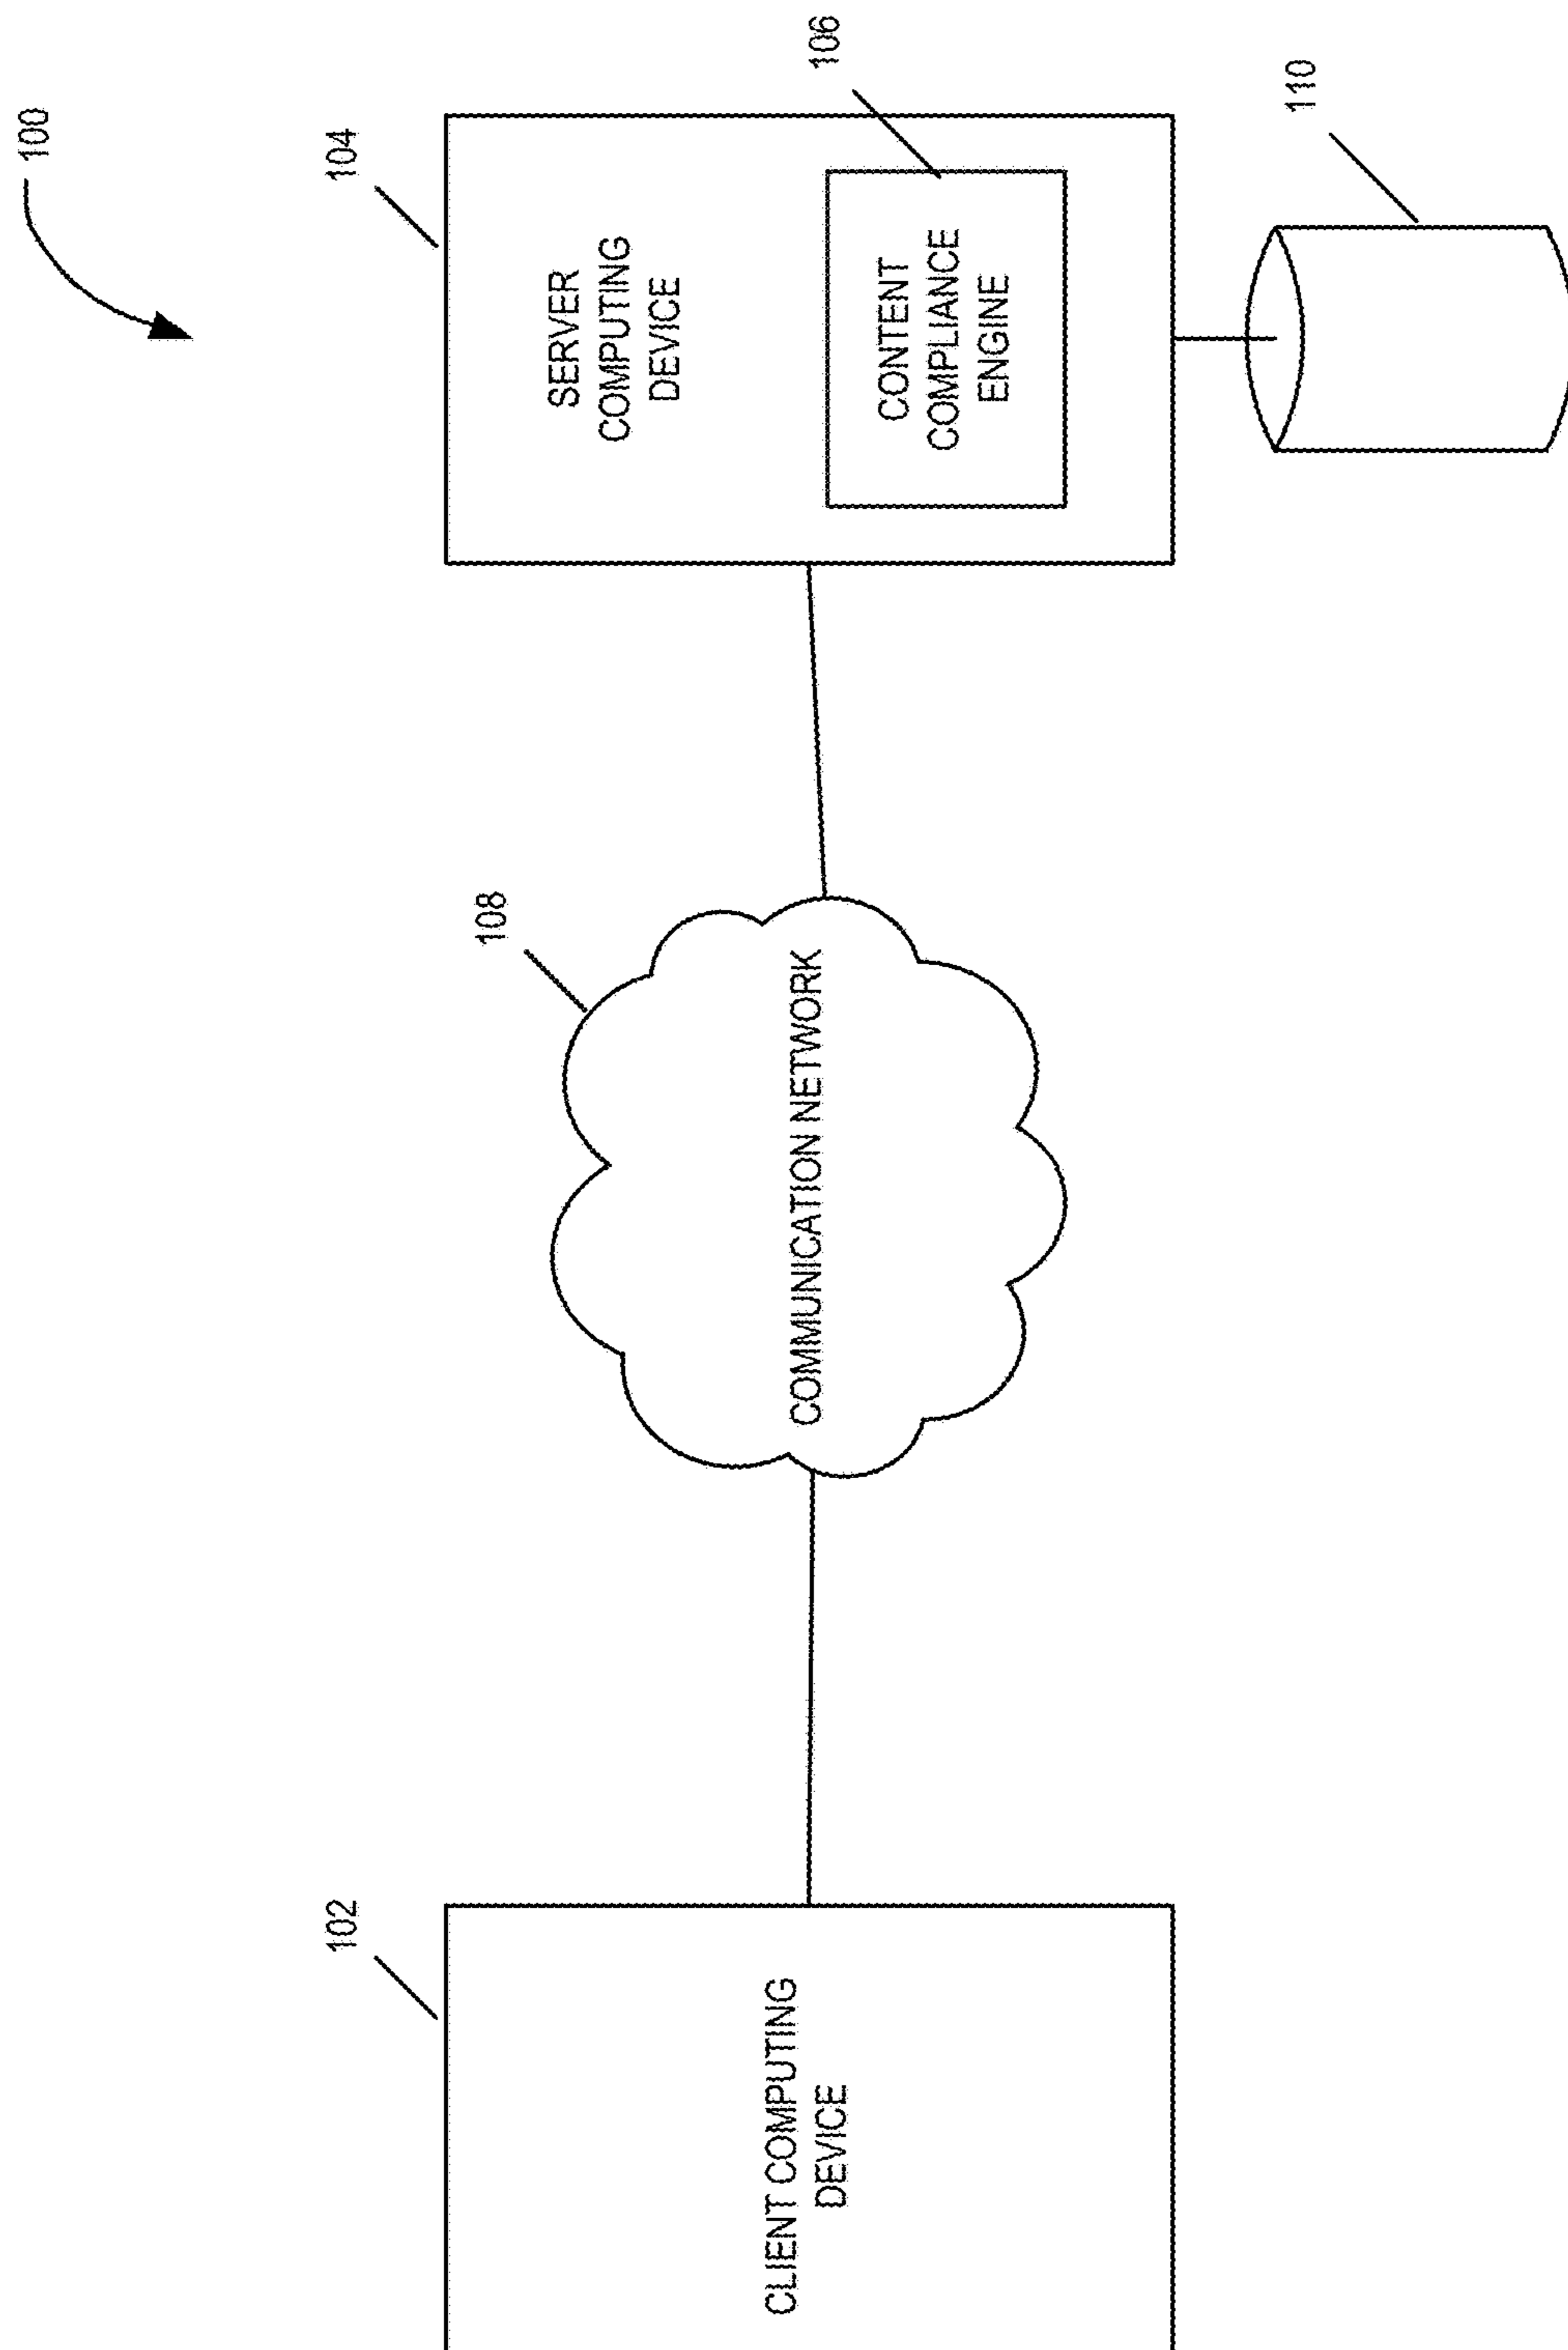 100
102
CLIENT COMPUTING
DEVICE
108
COMMUNICATION NETWORK
104
SERVER
COMPUTING
DEVICE
106
CONTENT
COMPLIANCE
ENGINE
110